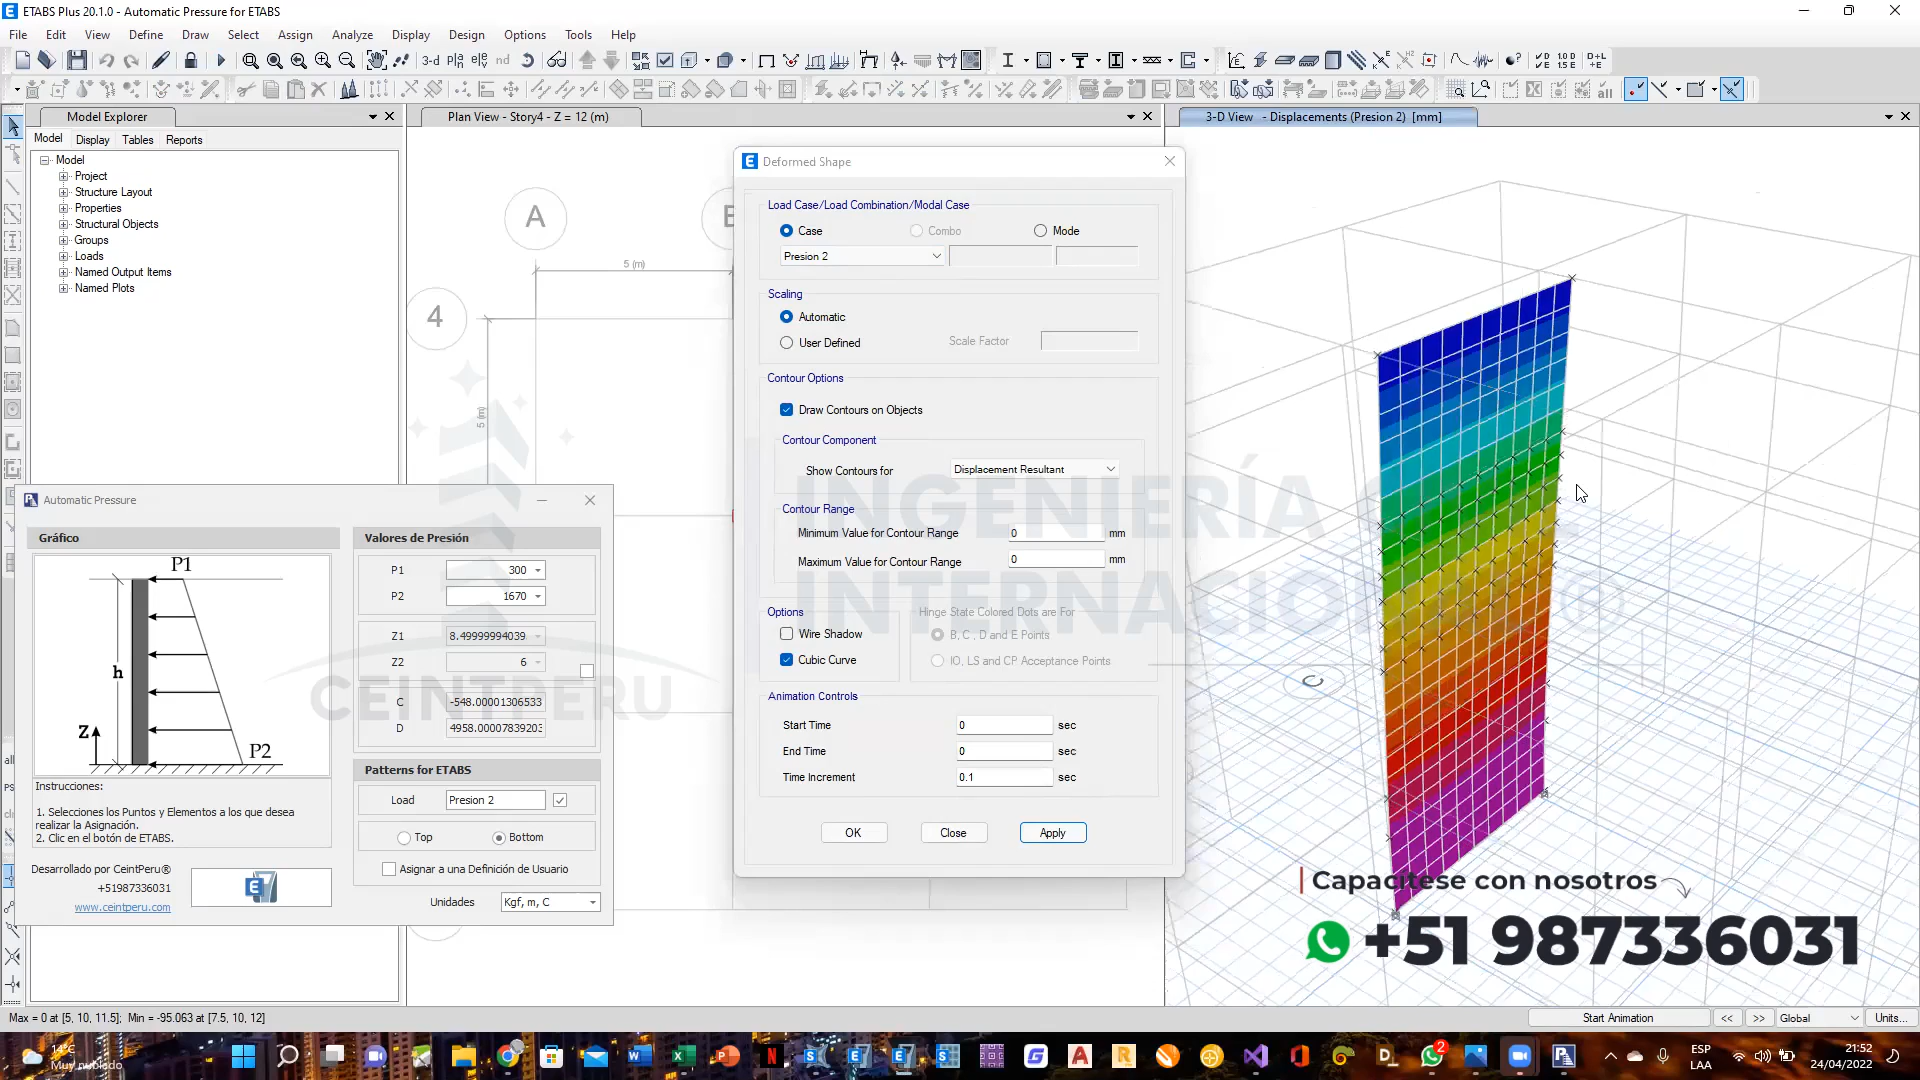 ETABS Plus 20.1.0 - Automatic Pressure for ETABS
File Edit View Define Draw Select Assign Analyze Display Design Options Tools Help
3-d
nd
Model Explorer
Model Display Tables Reports
Model
Project
Structure Layout
Properties
Structural Objects
Groups
Loads
Named Output Items
Named Plots
Plan View - Story4 - Z = 12 (m)
A
4
5 (m)
5 (m)
3-D View - Displacements (Presion 2) [mm]
C
Deformed Shape
Load Case/Load Combination/Modal Case
Case
Combo
Mode
Presion 2
Scaling
Automatic
User Defined
Scale Factor
Contour Options
Draw Contours on Objects
Contour Component
Show Contours for
Displacement Resultant
Contour Range
Minimum Value for Contour Range 0 mm
Maximum Value for Contour Range 0 mm
Options
Wire Shadow
Cubic Curve
Hinge State Colored Dots are For
B, C, D and E Points
IO, LS and CP Acceptance Points
Animation Controls
Start Time 0 sec
End Time 0 sec
Time Increment 0.1 sec
OK Close Apply
Automatic Pressure
Gráfico
P1
h
Z
P2
Instrucciones:
1. Selecciones los Puntos y Elementos a los que desea
realizar la Asignación.
2. Clic en el botón de ETABS.
Desarrollado por CeintPeru®
+51987336031
www.ceintperu.com
Valores de Presión
P1 300
P2 1670
Z1 8.49999994039
Z2 6
C -548.00001306533
D 4958.00007839203
Patterns for ETABS
Load Presion 2
Top Bottom
Asignar a una Definición de Usuario
Unidades Kgf, m, C
INGENIERÍA
INTERNACIO
CEINTPERU
Capacítese con nosotros
+51 987336031
Max = 0 at [5, 10, 11.5]; Min = -95.063 at [7.5, 10, 12]
Start Animation << >> Global Units...
14°C
Muy nublado
2
ESP
LAA
21:52
24/04/2022